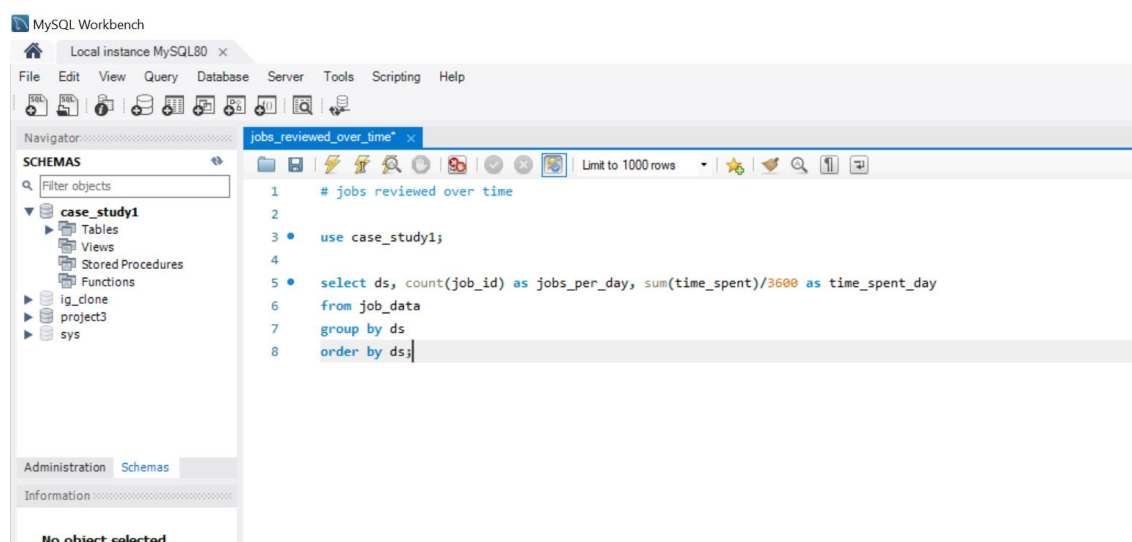 MySQL Workbench
Local instance MySQL80 ×
File Edit View Query Database Server Tools Scripting Help
Navigator
jobs_reviewed_over_time* ×
SCHEMAS
Filter objects
case_study1
Tables
Views
Stored Procedures
Functions
ig_clone
project3
sys
Limit to 1000 rows
1 # jobs reviewed over time
2
3 use case_study1;
4
5 select ds, count(job_id) as jobs_per_day, sum(time_spent)/3600 as time_spent_day
6 from job_data
7 group by ds
8 order by ds;
Administration Schemas
Information
No object selected